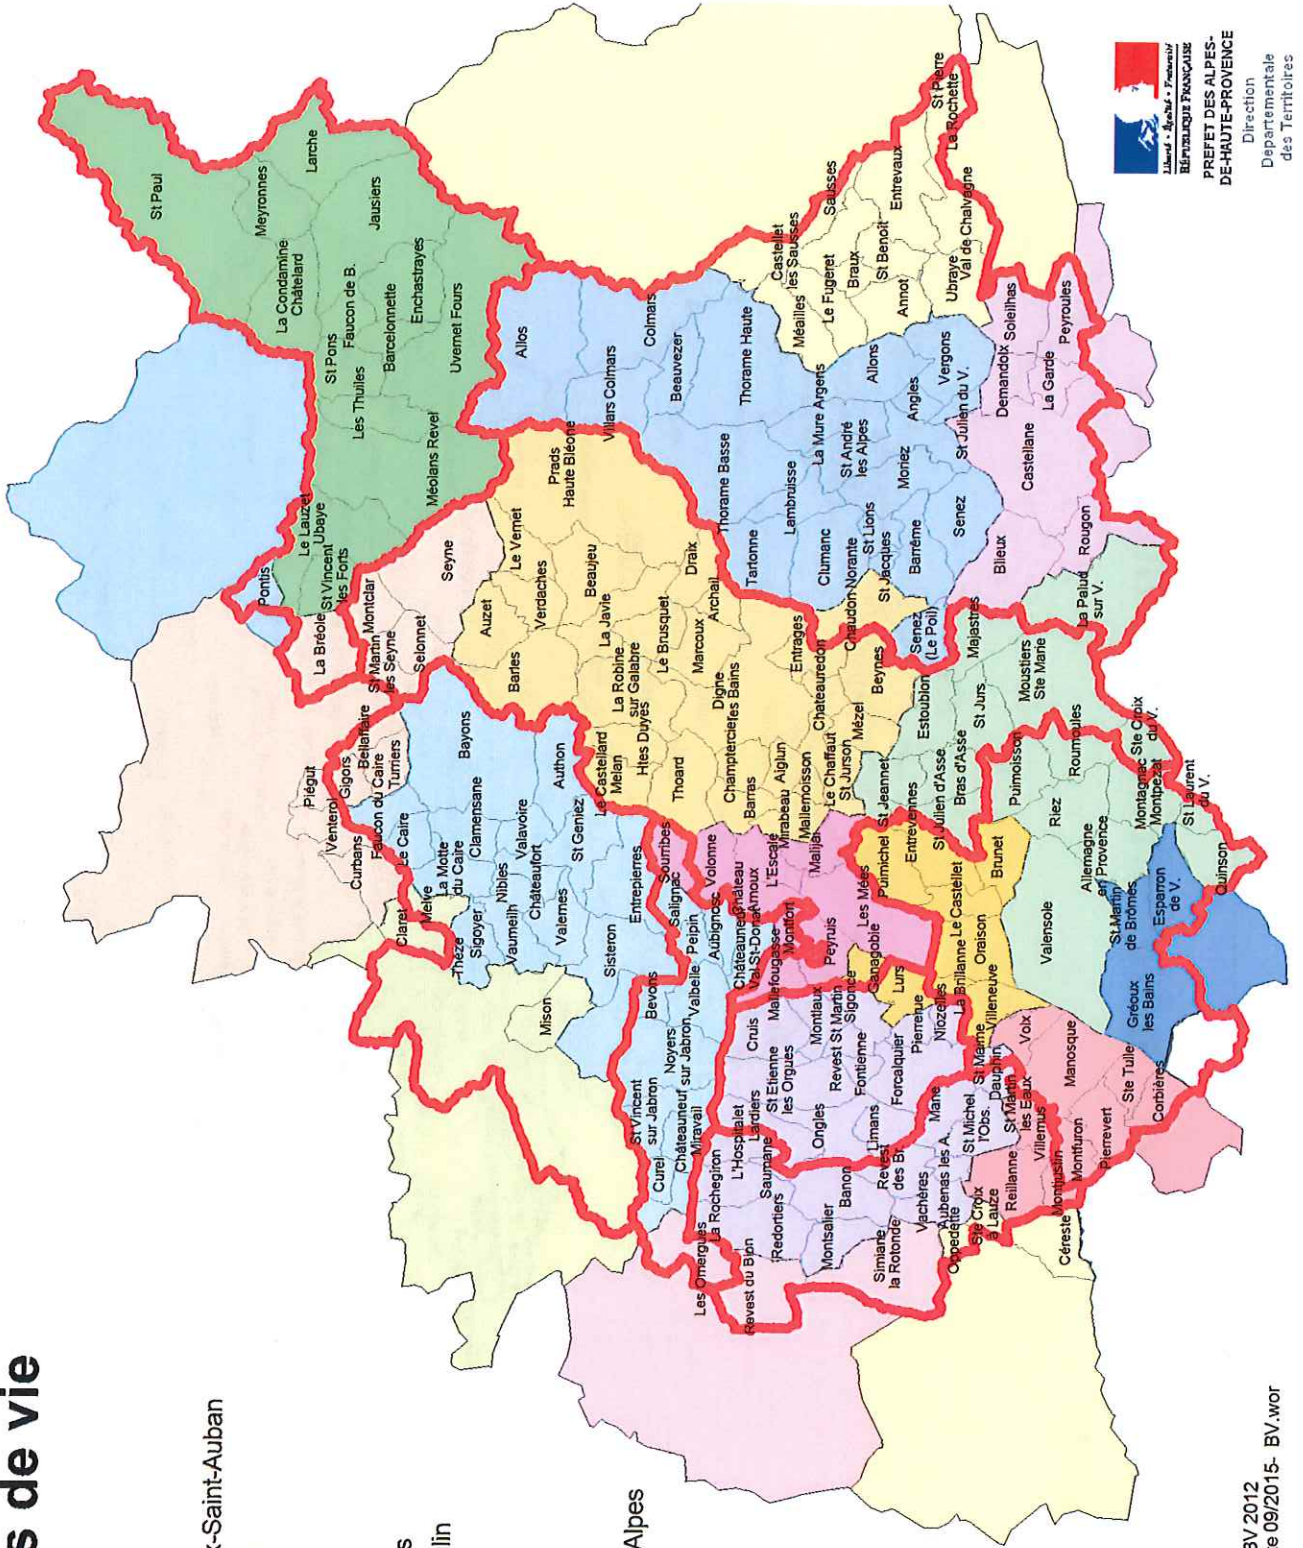 s de vie
x-Saint-Auban
s
lin
Alpes
BV 2012
te 09/2015- BV.wor
Liberté • Égalité • Fraternité
RÉPUBLIQUE FRANÇAISE
PREFET DES ALPES-
DE-HAUTE-PROVENCE
Direction
Departementale
des Territoires
St Paul
Meyronnes
Larche
La Condamine
Châtelard
Jausiers
St Pons
Faucon de B.
Barcelonnette
Enchastrayes
Les Thuiles
Uvernet Fours
Méolans Revel
Le Lauzet
Ubaye
St Vincent
les Forts
Pontis
La Bréole
Montclar
St Martin
les Seyne
Selonnet
Seyne
Allos
Villars Colmars
Colmars
Beauvezer
Thorame Haute
Thorame Basse
Castellet
les Sausses
Sausses
Méailles
Le Fugeret
Braux
St Benoit
Entrevaux
St Pierre
La Rochette
Annot
Ubraye
Val de Chalvagne
Prads
Haute Bléone
Le Vernet
Verdaches
Auzet
Barles
Beaujeu
La Javie
Draix
Archail
Le Brusquet
La Robine
sur Galabre
Marcoux
Digne
les Bains
Htes Duyes
Le Castellard
Melan
Thoard
Champtercier
Barras
Aiglun
Mirabeau
Mallemoisson
Le Chaffaut
St Jurson
Entrages
Chateauredon
Mézel
Beynes
Chaudon Norante
Tartonne
Lambruisse
La Mure Argens
Allons
St André
les Alpes
Angles
Vergons
Moriez
St Julien du V.
Clumanc
St Lions
St Jacques
Barrême
Senez
Senez
(Le Poil)
Demandolx
Soleilhas
La Garde
Peyroules
Castellane
Blieux
Rougon
La Palud
sur V.
Majastres
Moustiers
Ste Marie
Estoublon
St Jurs
St Jeannet
Bras d'Asse
St Julien d'Asse
Entrevennes
Puimichel
Puimoisson
Roumoules
Riez
Ste Croix
du V.
Montagnac
Montpezat
St Laurent
du V.
Allemagne
en Provence
Quinson
Valensole
St Martin
de Brômes
Esparron
de V.
Gréoux
les Bains
Brunet
Le Castellet
Oraison
La Brillanne
Villeneuve
Lurs
Ganagobie
Les Mées
Peyruis
Malijai
L'Escale
Château
Arnoux
Volonne
Sourribes
Salignac
Montfort
Mallefougasse
Châteauneuf
Val St-Donat
Aubignosc
Peipin
Entrepierres
Sisteron
Valbelle
Bevons
Noyers
sur Jabron
Châteauneuf
Miravail
St Vincent
sur Jabron
Curel
Les Omergues
Mison
Piégut
Venterol
Gigors
Bellaffaire
Faucon du Caire
Turriers
Curbans
Le Caire
Claret
Melve
La Motte
du Caire
Bayons
Clamensane
Thèze
Sigoyer
Nibles
Valavoire
Authon
Vaumeilh
Châteaufort
St Geniez
Valernes
Cruis
Montlaux
St Etienne
les Orgues
Revest St Martin
Sigonce
Fontienne
Pierrerue
Forcalquier
Niozelles
Lardiers
L'Hospitalet
Ongles
Limans
Mane
Saumane
La Rochegiron
Banon
Revest
des Br.
Redortiers
Revest du Bion
Montsalier
Simiane
la Rotonde
Vachères
Aubenas les A.
Oppedette
St Michel
l'Obs.
Dauphin
St Maime
Ste Croix
à Lauze
Reillanne
St Martin
les Eaux
Villemus
Montjustin
Montfuron
Céreste
Volx
Manosque
Pierrevert
Ste Tulle
Corbières